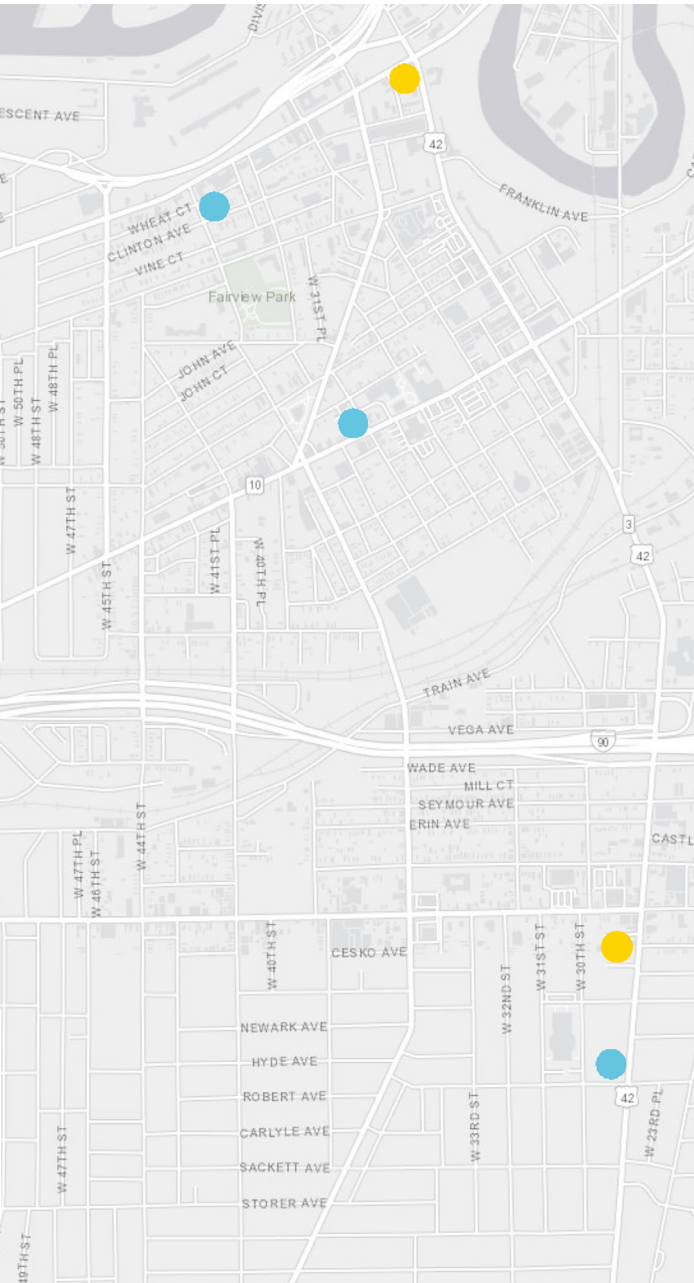 DIVIS
ESCENT AVE
42
FRANKLIN AVE
WHEAT CT
CLINTON AVE
VINE CT
Fairview Park
W 31ST PL
JOHN AVE
JOHN CT
W 50TH PL
W 48TH ST
W 48TH PL
10
W 47TH ST
W 45TH ST
W 41ST PL
W 40TH PL
3
42
TRAIN AVE
VEGA AVE
90
WADE AVE
MILL CT
SEYMOUR AVE
ERIN AVE
CASTL
W 44TH ST
W 47TH PL
W 46TH ST
W 40TH ST
CESKO AVE
W 32ND ST
W 31ST ST
W 30TH ST
NEWARK AVE
HYDE AVE
ROBERT AVE
CARLYLE AVE
SACKETT AVE
STORER AVE
W 33RD ST
42
W 23RD PL
W 47TH ST
49TH ST